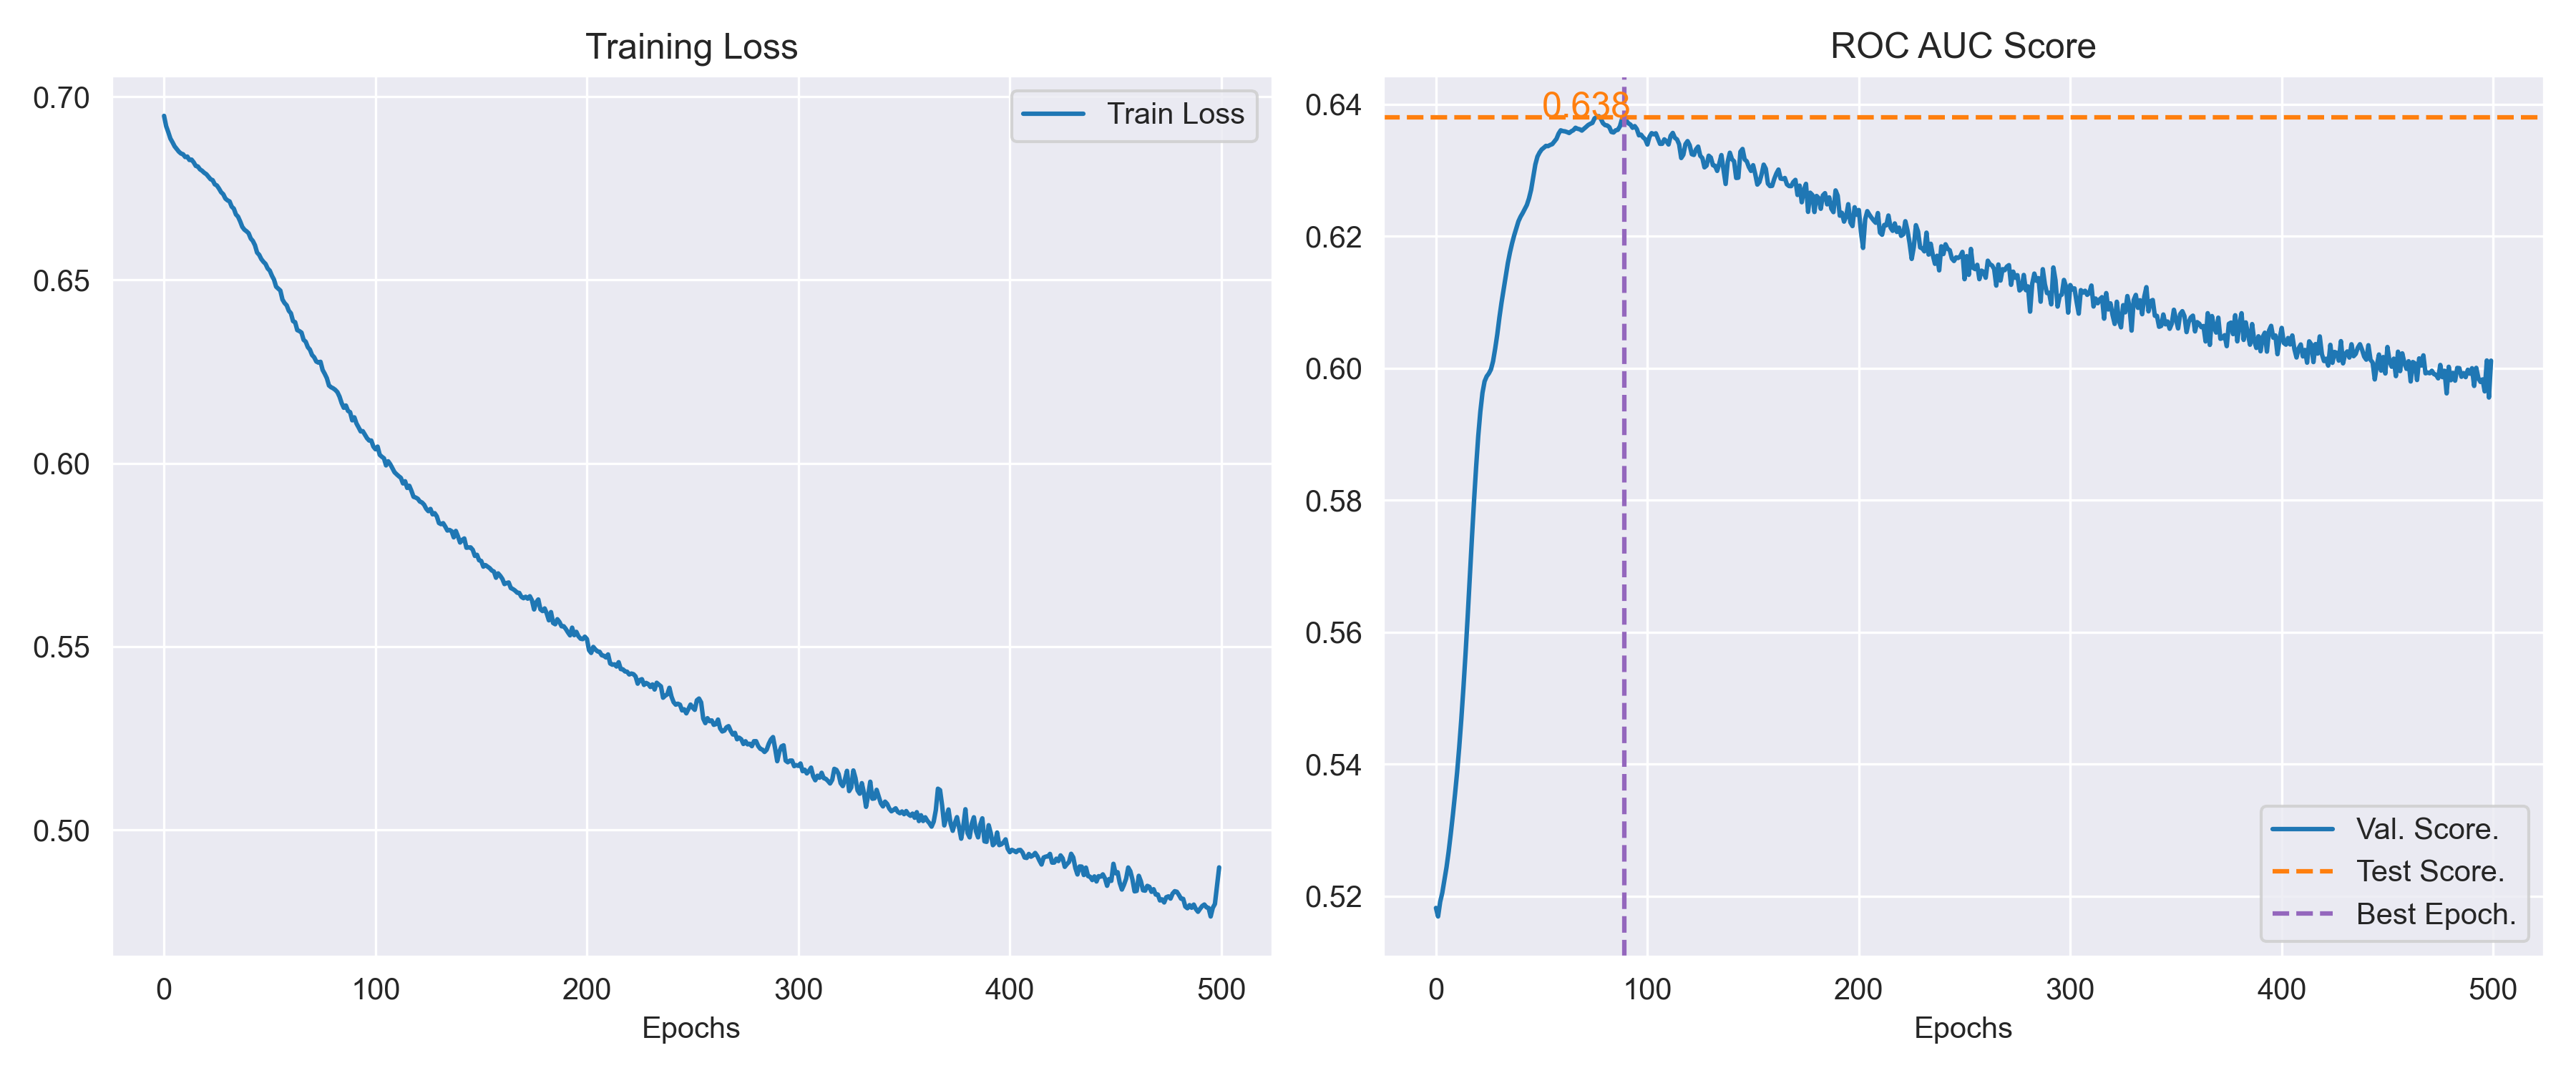 Training Loss
0.70
0.65
0.60
0.55
0.50
Train Loss
0 100 200 300 400 500
Epochs
ROC AUC Score
0.64
0.62
0.60
0.58
0.56
0.54
0.52
0.638
Val. Score.
Test Score.
Best Epoch.
0 100 200 300 400 500
Epochs